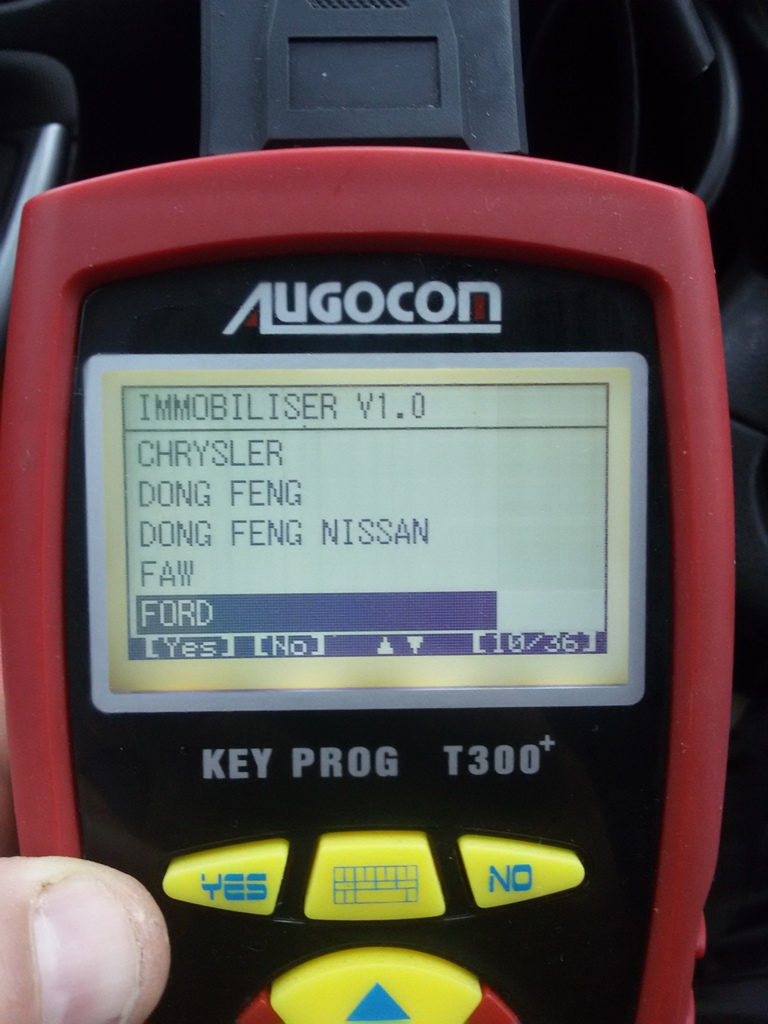 AUGOCOM
IMMOBILISER V1.0
CHRYSLER
DONG FENG
DONG FENG NISSAN
FAW
FORD
[Yes] [No] ▲▼ [10/36]
KEY PROG T300+
YES NO